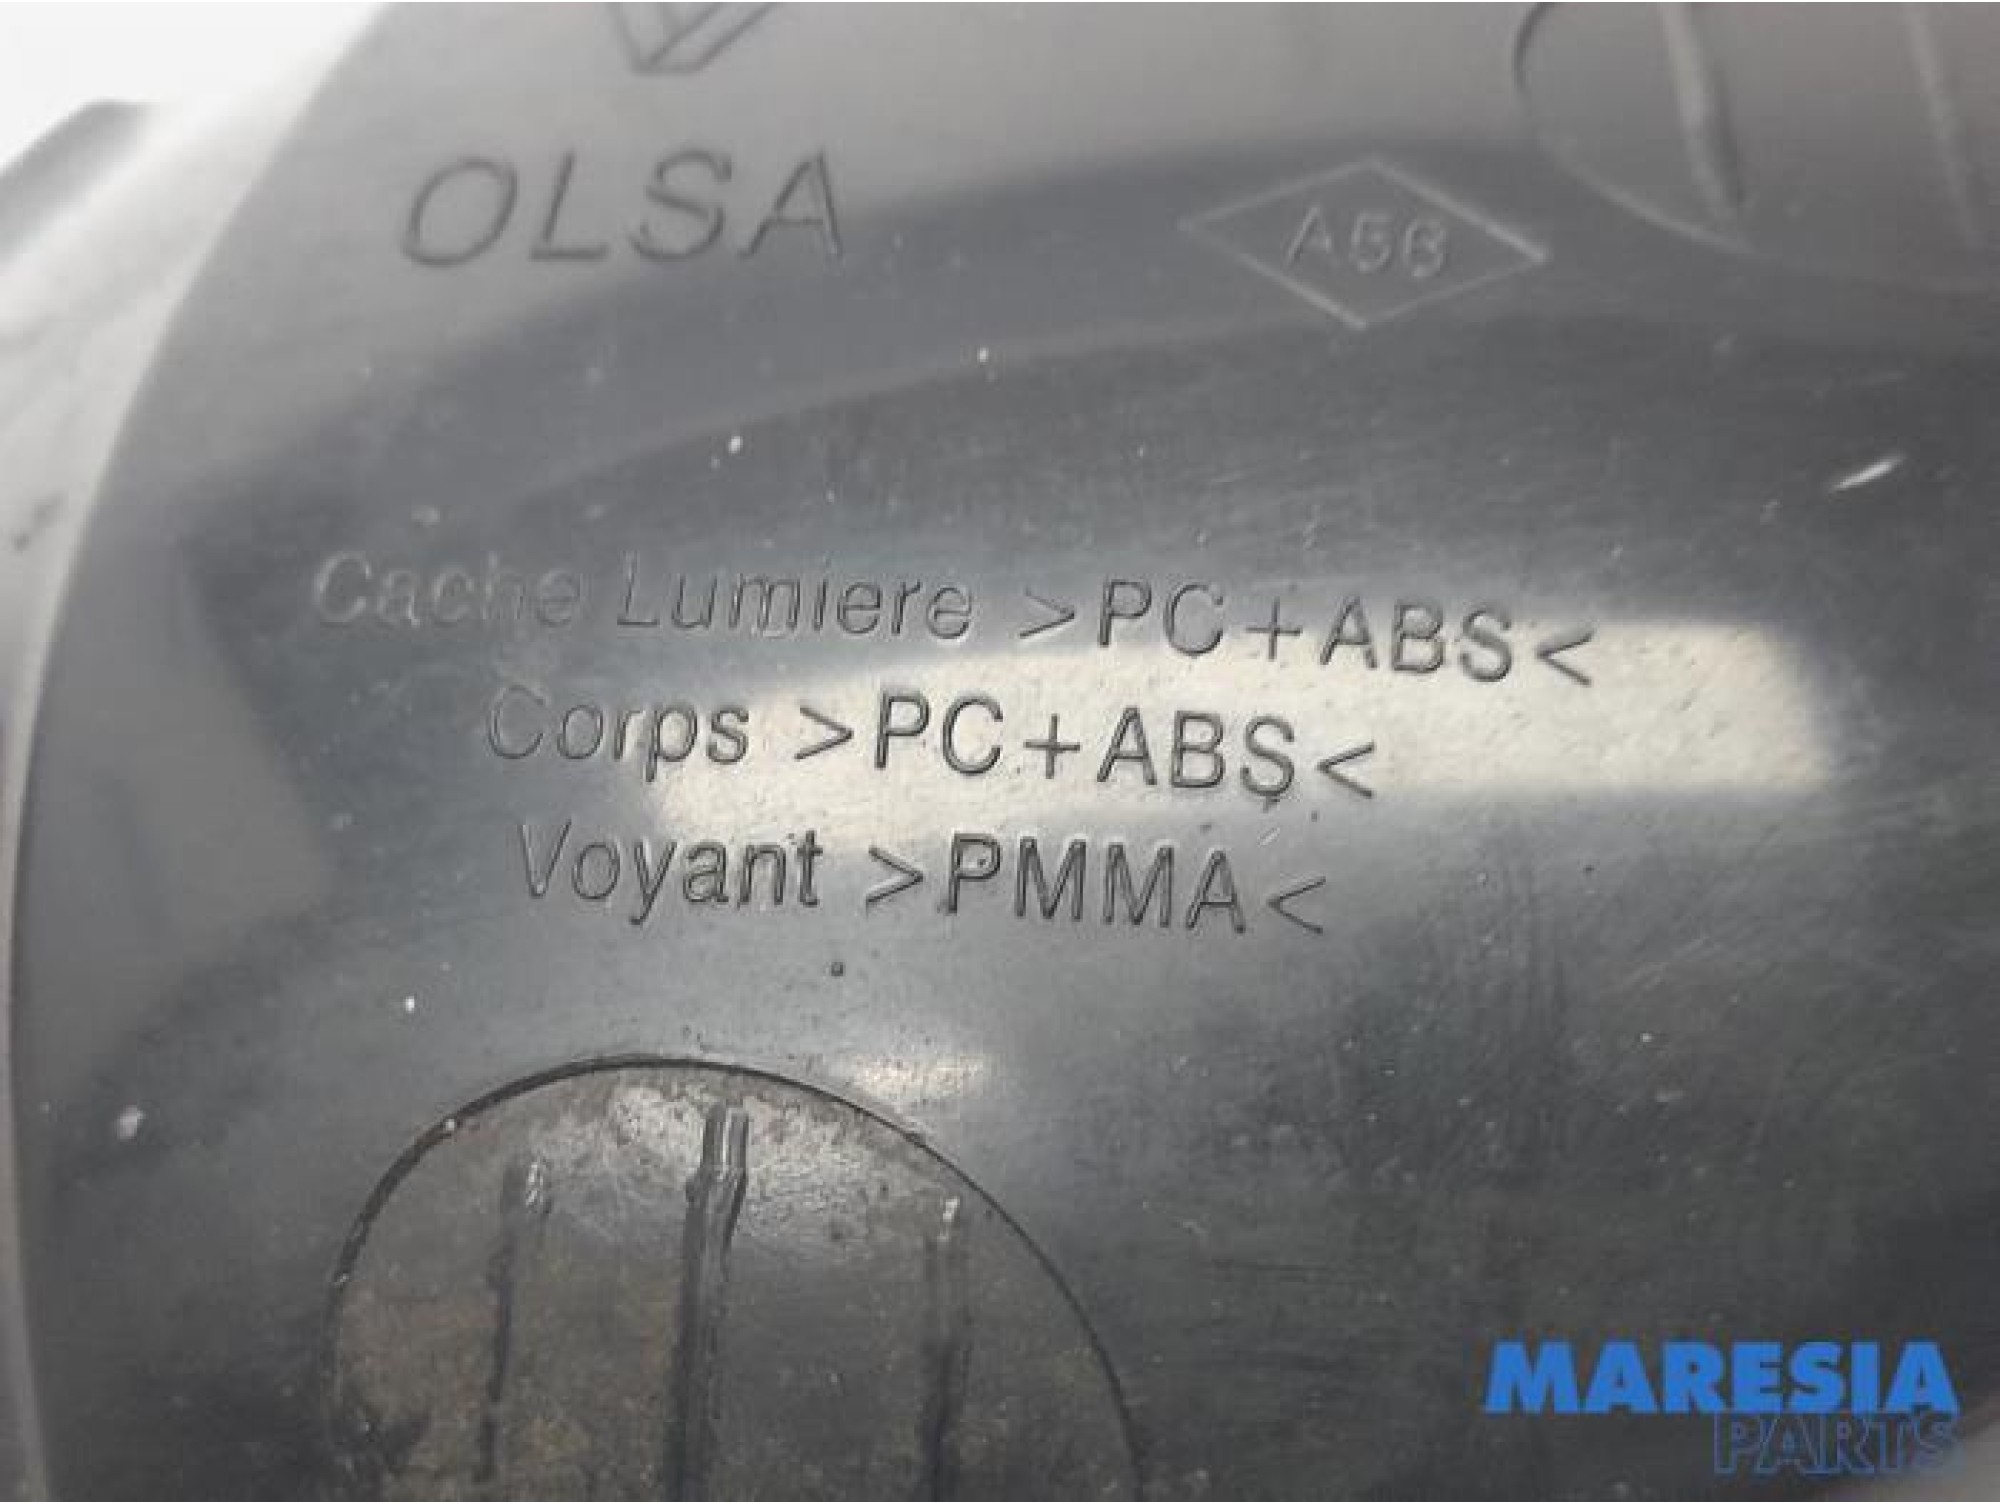 OLSA
A56
Cache Lumiere >PC+ABS<
Corps >PC+ABS<
Voyant >PMMA<
MARESIA
PARTS